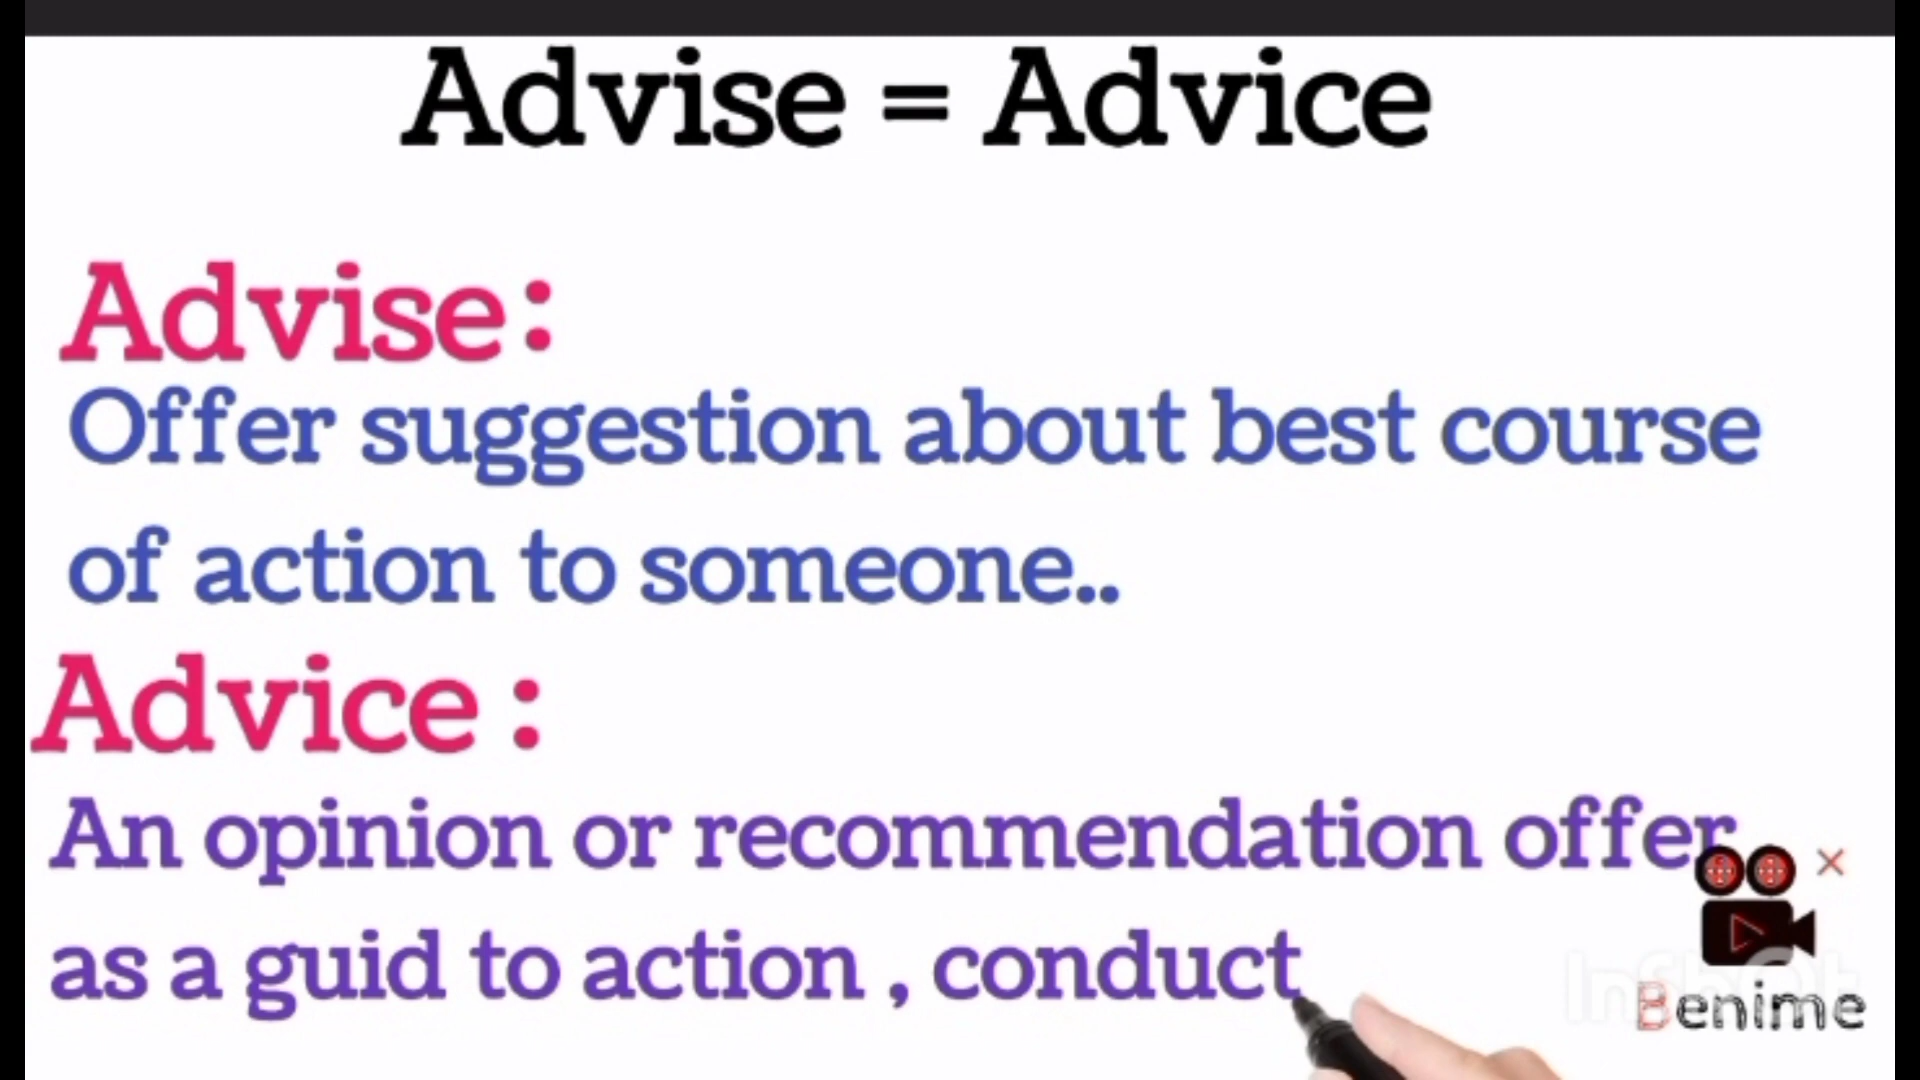 Advise = Advice
Advise:
Offer suggestion about best course
of action to someone..
Advice :
An opinion or recommendation offer
as a guid to action , conduct
InShot
Benime